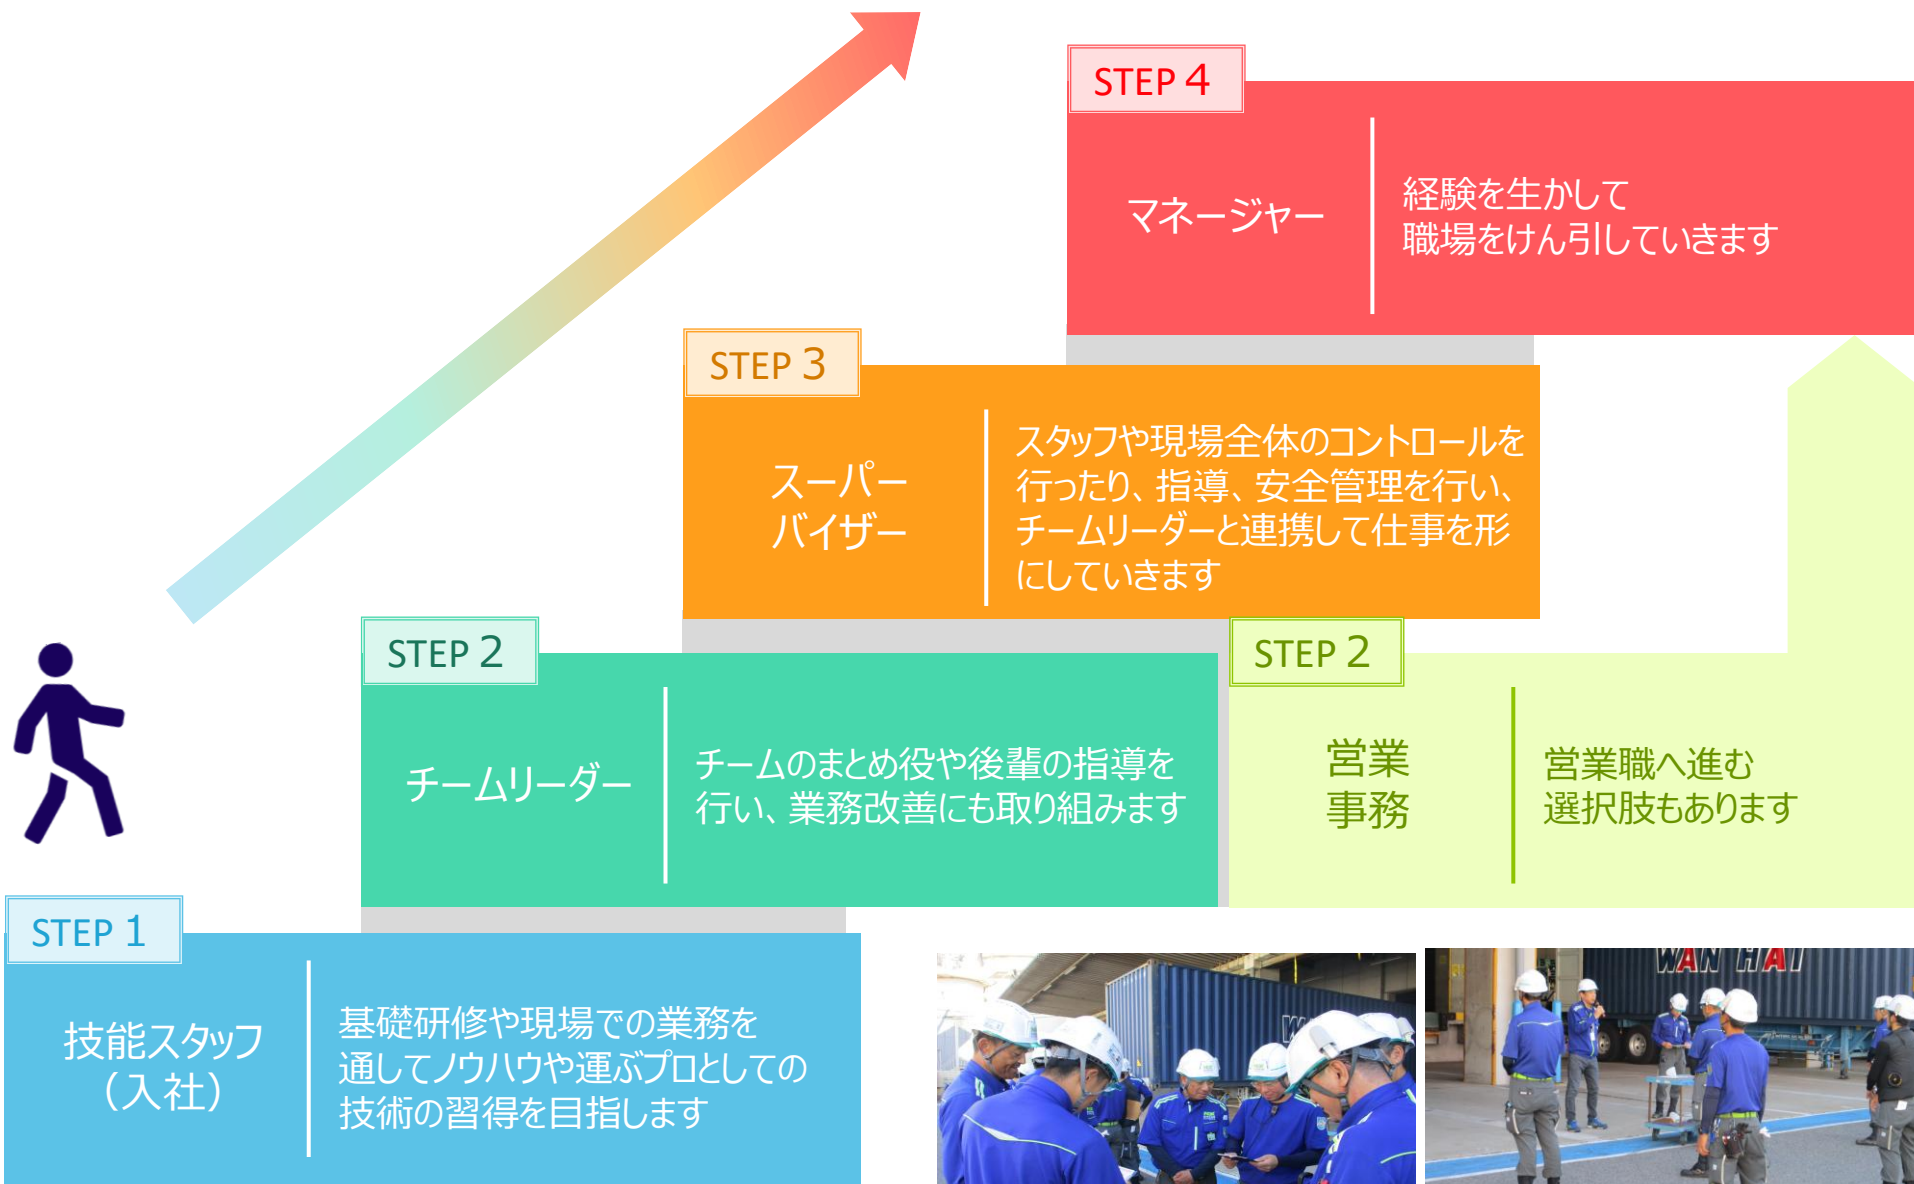 STEP 4
マネージャー
経験を生かして
職場をけん引していきます
STEP 3
スーパー
バイザー
スタッフや現場全体のコントロールを
行ったり、指導、安全管理を行い、
チームリーダーと連携して仕事を形
にしていきます
STEP 2
チームリーダー
チームのまとめ役や後輩の指導を
行い、業務改善にも取り組みます
STEP 2
営業
事務
営業職へ進む
選択肢もあります
STEP 1
技能スタッフ
（入社）
基礎研修や現場での業務を
通してノウハウや運ぶプロとしての
技術の習得を目指します
WAN HAI